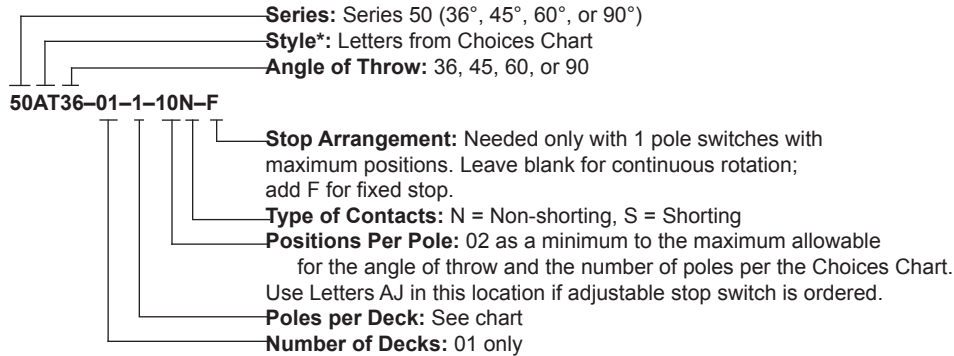 Series: Series 50 (36°, 45°, 60°, or 90°)
Style*: Letters from Choices Chart
Angle of Throw: 36, 45, 60, or 90
50AT36–01–1–10N–F
Stop Arrangement: Needed only with 1 pole switches with
maximum positions. Leave blank for continuous rotation;
add F for fixed stop.
Type of Contacts: N = Non-shorting, S = Shorting
Positions Per Pole: 02 as a minimum to the maximum allowable
for the angle of throw and the number of poles per the Choices Chart.
Use Letters AJ in this location if adjustable stop switch is ordered.
Poles per Deck: See chart
Number of Decks: 01 only